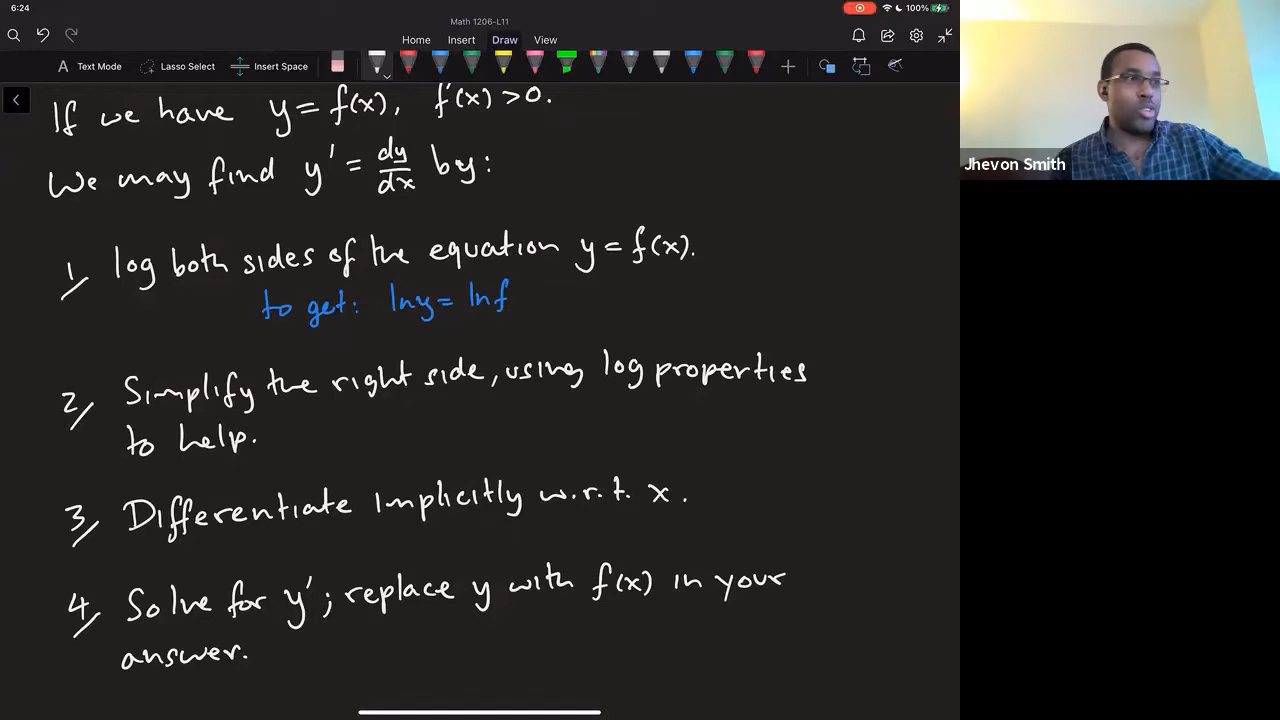 6:24
100%
Math 1206-L11
Home Insert Draw View
Text Mode Lasso Select Insert Space
If we have y = f(x), f'(x) > 0.
We may find y' = dy/dx by:
1/ log both sides of the equation y = f(x).
to get: ln y = ln f
2/ Simplify the right side, using log properties
to help.
3/ Differentiate implicitly w.r.t. x.
4/ Solve for y'; replace y with f(x) in your
answer.
Jhevon Smith